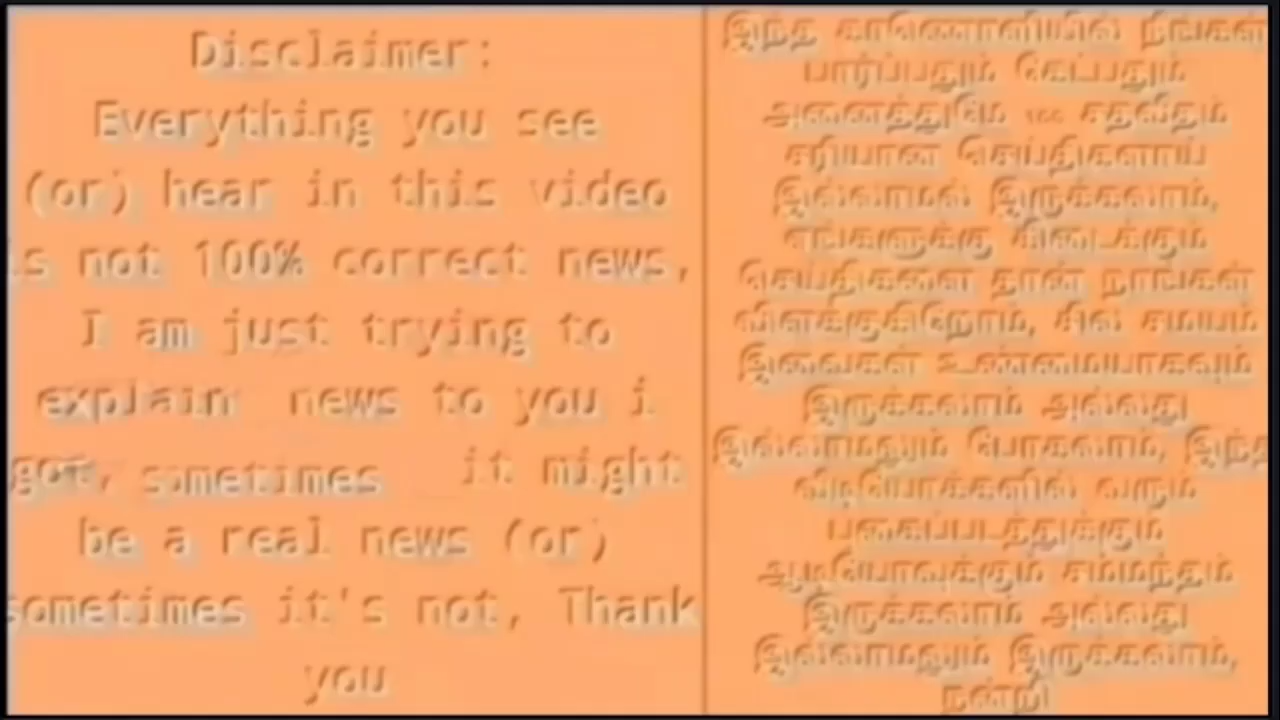 Disclaimer:
Everything you see
(or) hear in this video
is not 100% correct news,
I am just trying to
explain news to you i
got, sometimes it might
be a real news (or)
sometimes it's not, Thank
you
இந்த காணொளியில் நீங்கள்
பார்ப்பதும் கேட்பதும்
அனைத்துமே 100 சதவீதம்
சரியான செய்திகளாய்
இல்லாமல் இருக்கலாம்,
எங்களுக்கு கிடைக்கும்
செய்திகளை தான் நாங்கள்
விளக்குகிறோம், சில சமயம்
இவைகள் உண்மையாகவும்
இருக்கலாம் அல்லது
இல்லாமலும் போகலாம், இந்த
வீடியோக்களில் வரும்
புகைப்படத்துக்கும்
ஆடியோவுக்கும் சம்மந்தம்
இருக்கலாம் அல்லது
இல்லாமலும் இருக்கலாம்,
நன்றி